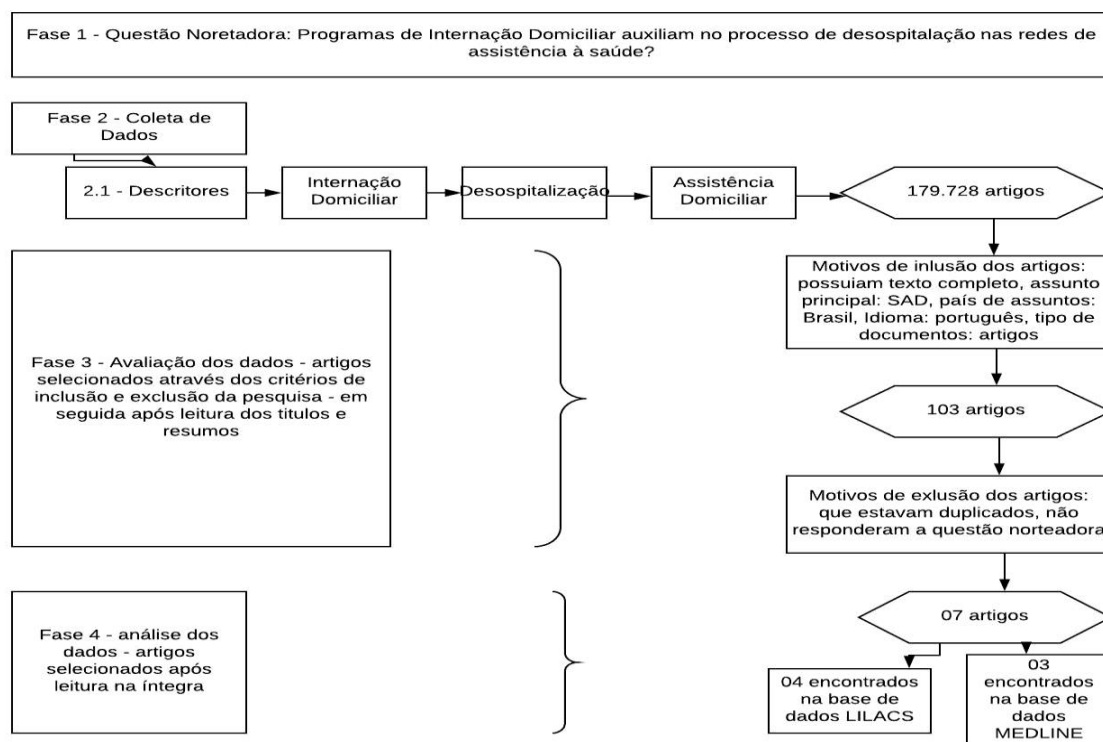 Fase 1 - Questão Noretadora: Programas de Internação Domiciliar auxiliam no processo de desospitalação nas redes de
assistência à saúde?
Fase 2 - Coleta de
Dados
2.1 - Descritores
Internação
Domiciliar
Desospitalização
Assistência
Domiciliar
179.728 artigos
Motivos de inlusão dos artigos:
possuiam texto completo, assunto
principal: SAD, país de assuntos:
Brasil, Idioma: português, tipo de
documentos: artigos
Fase 3 - Avaliação dos dados - artigos
selecionados através dos critérios de
inclusão e exclusão da pesquisa - em
seguida após leitura dos titulos e
resumos
103 artigos
Motivos de exlusão dos artigos:
que estavam duplicados, não
responderam a questão norteadora
Fase 4 - análise dos
dados - artigos
selecionados após
leitura na íntegra
07 artigos
04 encontrados
na base de
dados LILACS
03
encontrados
na base de
dados
MEDLINE